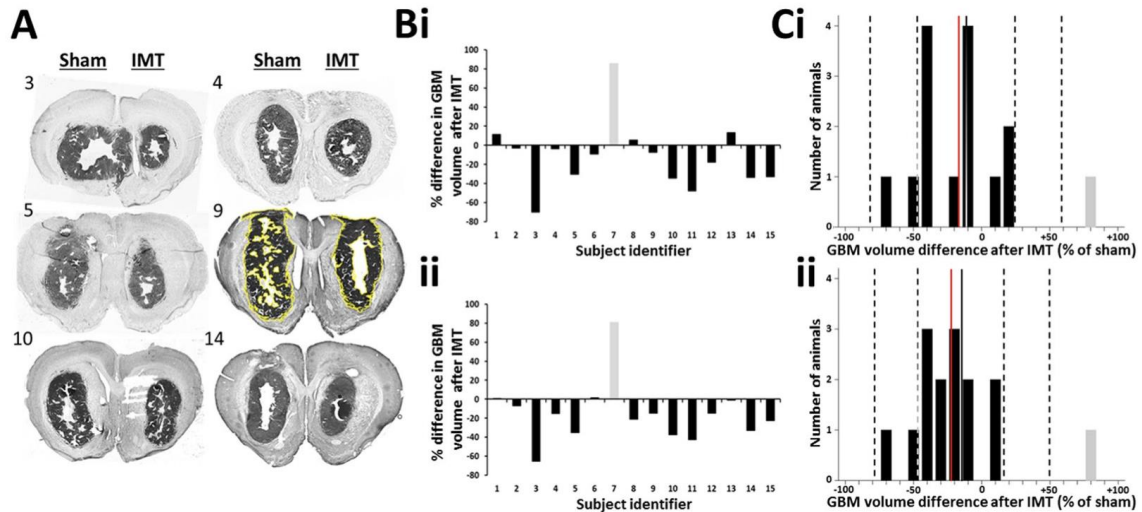 A
Sham IMT Sham IMT
3 4
5 9
10 14
Bi
% difference in GBM
volume after IMT
100
80
60
40
20
0
-20
-40
-60
-80
1 2 3 4 5 6 7 8 9 10 11 12 13 14 15
Subject identifier
ii
% difference in GBM
volume after IMT
100
80
60
40
20
0
-20
-40
-60
-80
1 2 3 4 5 6 7 8 9 10 11 12 13 14 15
Subject identifier
Ci
Number of animals
4
3
2
1
0
-50 0 +50 +100
GBM volume difference after IMT (% of sham)
ii
Number of animals
4
3
2
1
0
-100 -50 0 +50 +100
GBM volume difference after IMT (% of sham)